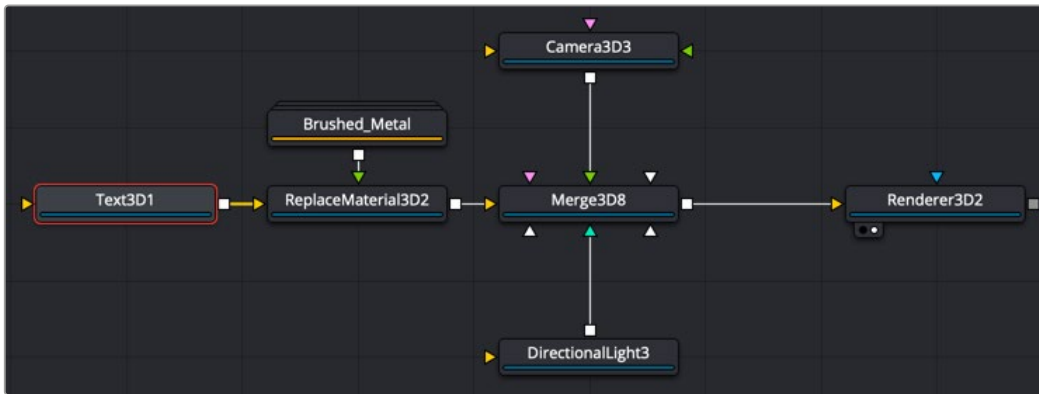 Camera3D3
Brushed_Metal
Text3D1
ReplaceMaterial3D2
Merge3D8
Renderer3D2
DirectionalLight3